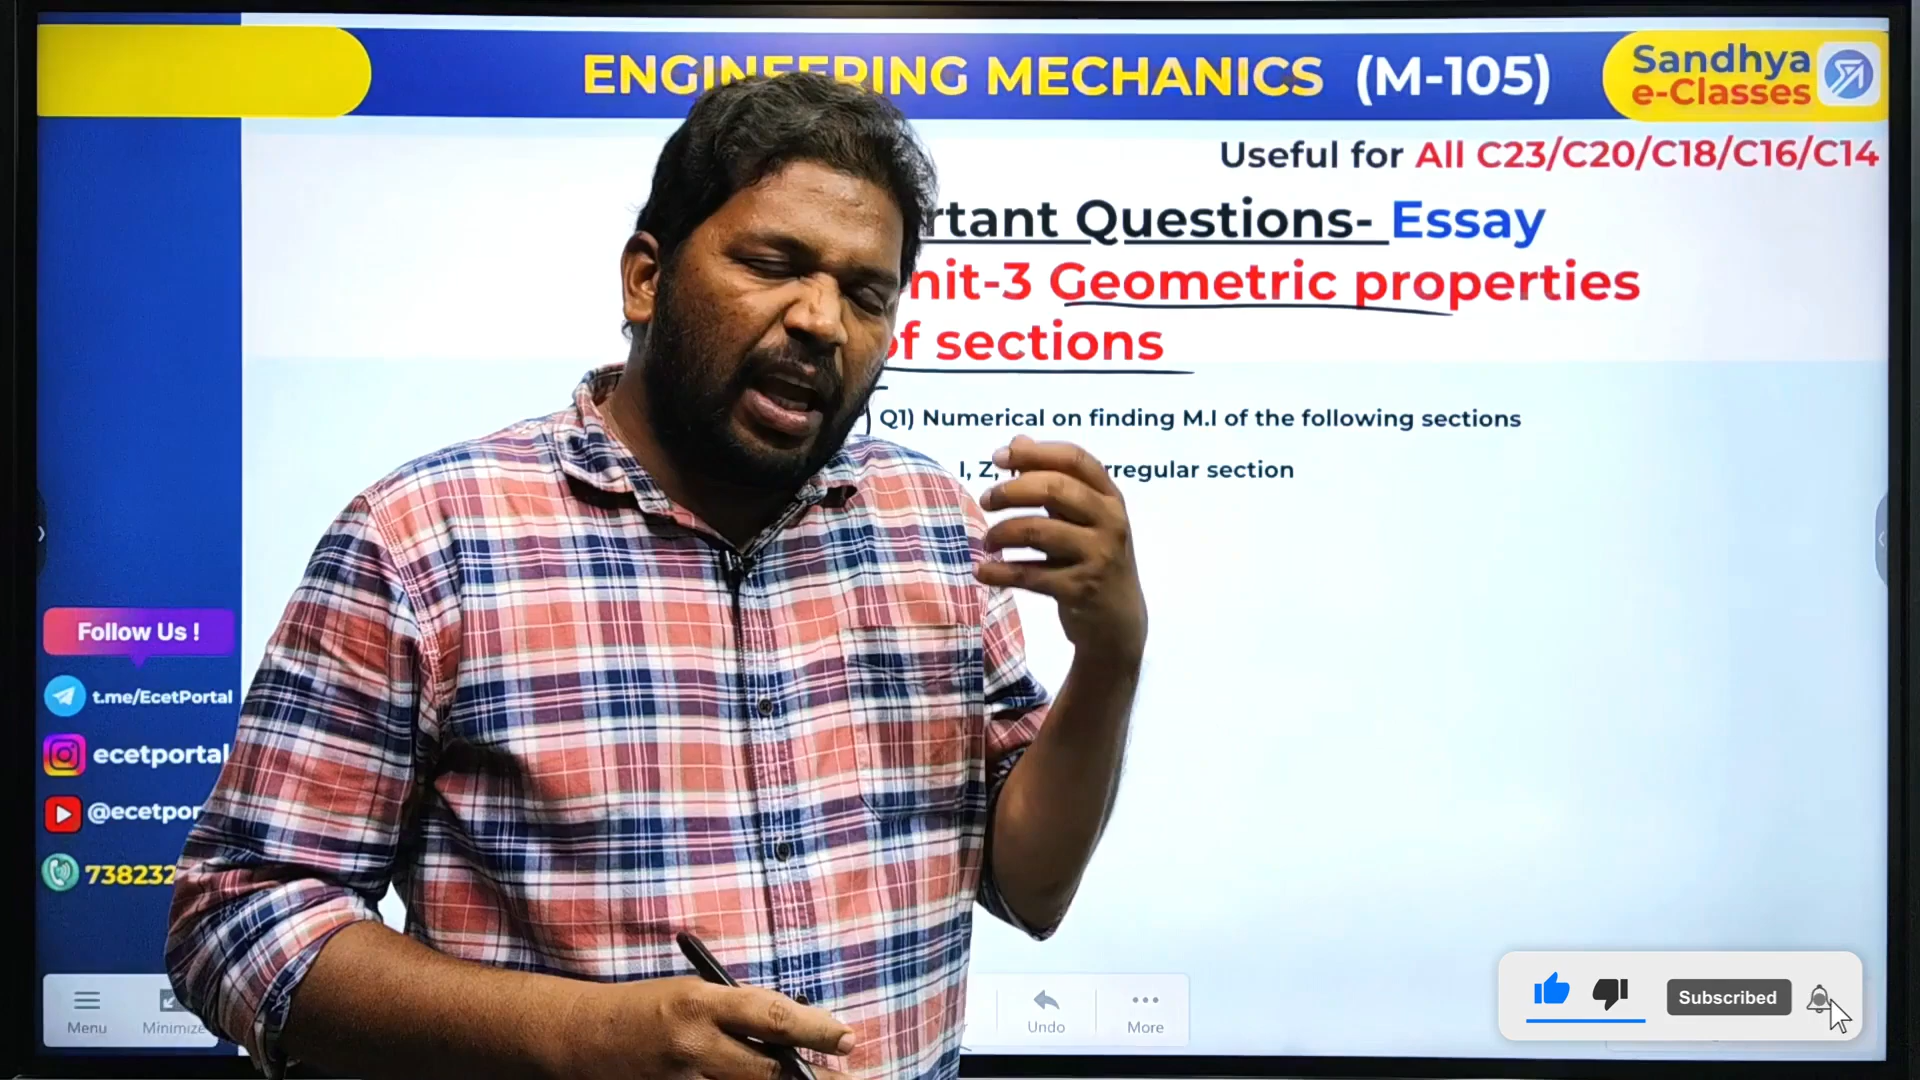 ENGINEERING MECHANICS (M-105)
Sandhya
e-Classes
Useful for All C23/C20/C18/C16/C14
rtant Questions- Essay
nit-3 Geometric properties
of sections
Q1) Numerical on finding M.I of the following sections
I, Z, rregular section
Follow Us !
t.me/EcetPortal
ecetportal
@ecetpor
738232
Menu
Minimize
Undo
More
Subscribed